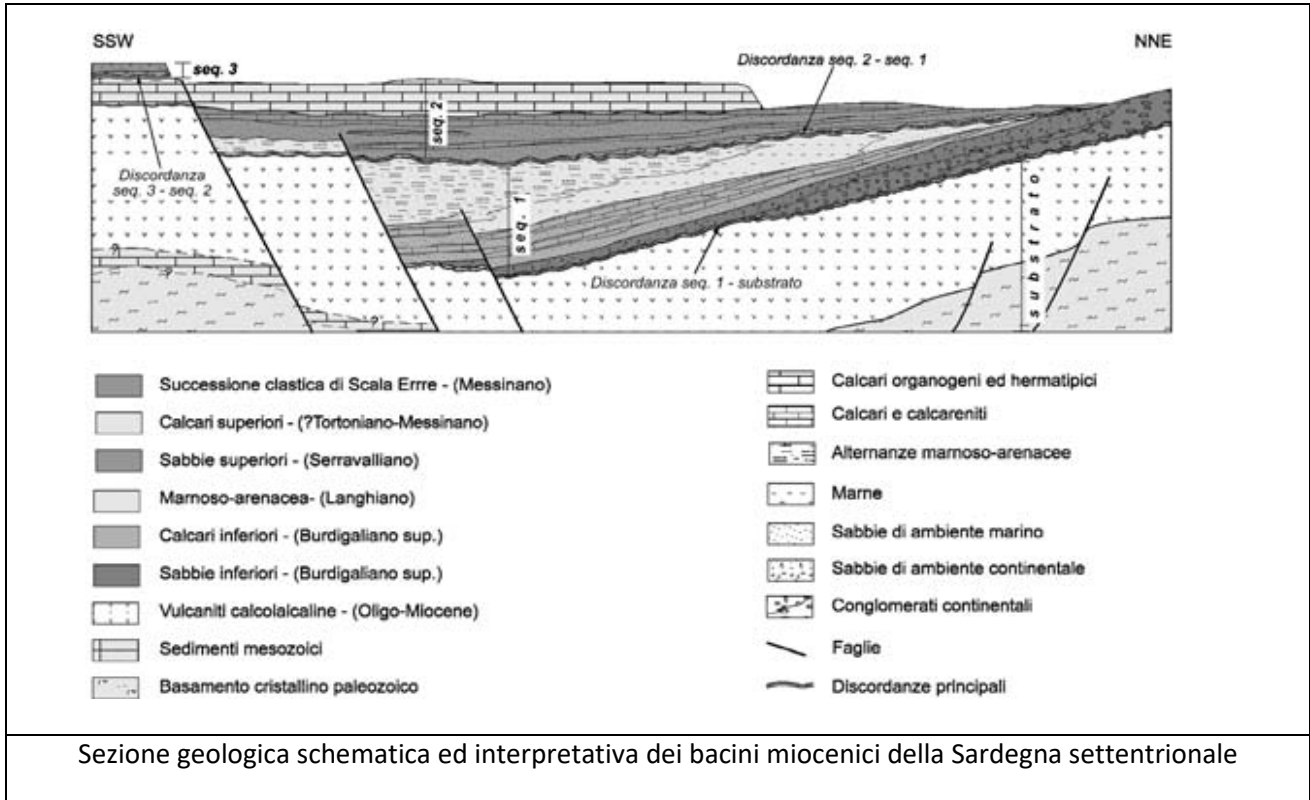 SSW
NNE
seq. 3
Discordanza seq. 2 - seq. 1
seq. 2
Discordanza
seq. 3 - seq. 2
seq. 1
?
?
?
Discordanza seq. 1 - substrato
substrato
Successione clastica di Scala Errre - (Messinano)
Calcari superiori - (?Tortoniano-Messinano)
Sabbie superiori - (Serravalliano)
Marnoso-arenacea- (Langhiano)
Calcari inferiori - (Burdigaliano sup.)
Sabbie inferiori - (Burdigaliano sup.)
Vulcaniti calcolaicaline - (Oligo-Miocene)
Sedimenti mesozoici
Basamento cristallino paleozoico
Calcari organogeni ed hermatipici
Calcari e calcareniti
Alternanze marnoso-arenacee
Marne
Sabbie di ambiente marino
Sabbie di ambiente continentale
Conglomerati continentali
Faglie
Discordanze principali
Sezione geologica schematica ed interpretativa dei bacini miocenici della Sardegna settentrionale